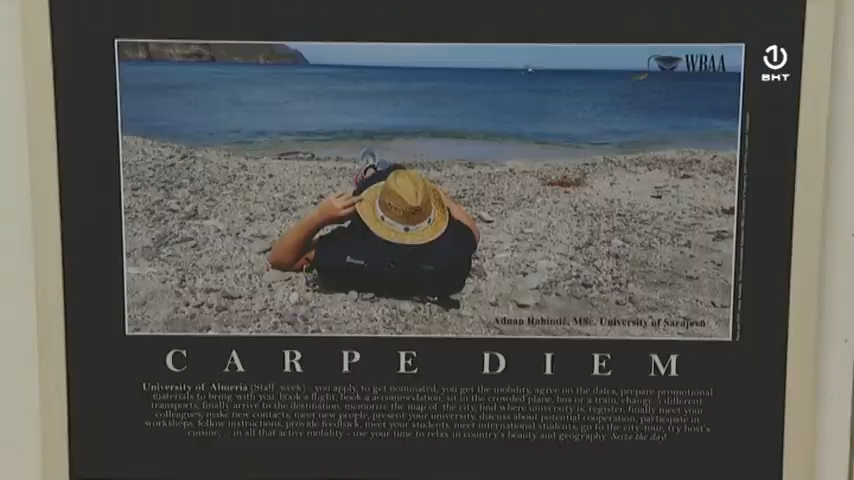 WBAA
1
BHT
Adnan Rahimić, MSc. University of Sarajevo
CARPE DIEM
University of Almeria (Staff week) - you apply, to get nominated, you get the mobility, agree on the dates, prepare promotional
materials to bring with you, book a flight, book a accommodation, sit in the crowded plane, bus or a train, change 5 different
transports, finally arrive to the destination, memorize the map of the city, find where university is, register, finally meet your
colleagues, make new contacts, meet new people, present your university, discuss about potential cooperation, participate in
workshops, follow instructions, provide feedback, meet your students, meet international students, go to the city-tour, try host's
cuisine, ... in all that active mobility - use your time to relax in country's beauty and geography. Seize the day!